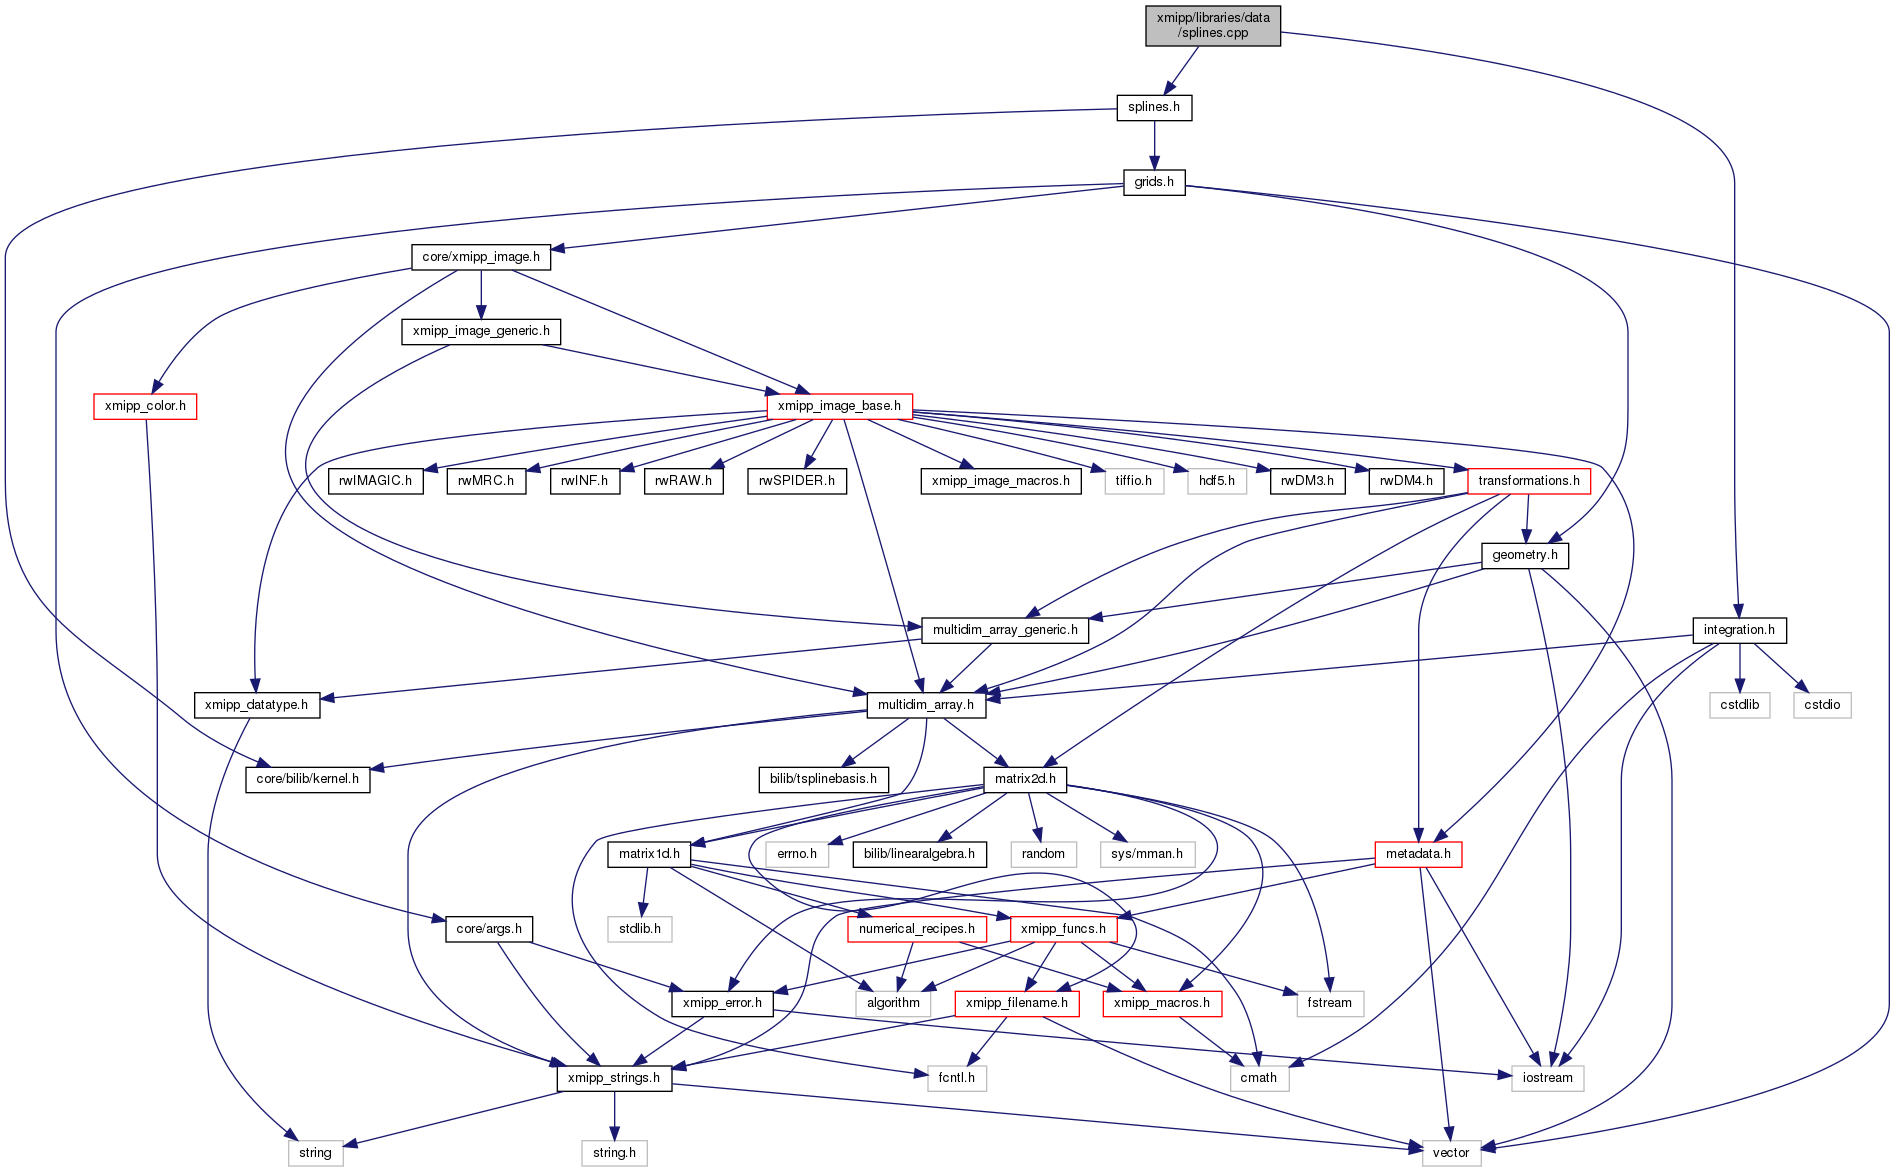 xmipp/libraries/data
/splines.cpp
splines.h
grids.h
core/xmipp_image.h
xmipp_image_generic.h
xmipp_color.h
xmipp_image_base.h
rwIMAGIC.h
rwMRC.h
rwINF.h
rwRAW.h
rwSPIDER.h
xmipp_image_macros.h
tiffio.h
hdf5.h
rwDM3.h
rwDM4.h
transformations.h
geometry.h
multidim_array_generic.h
integration.h
xmipp_datatype.h
multidim_array.h
cstdlib
cstdio
core/bilib/kernel.h
bilib/tsplinebasis.h
matrix2d.h
matrix1d.h
errno.h
bilib/linearalgebra.h
random
sys/mman.h
metadata.h
core/args.h
stdlib.h
numerical_recipes.h
xmipp_funcs.h
xmipp_error.h
algorithm
xmipp_filename.h
xmipp_macros.h
fstream
xmipp_strings.h
fcntl.h
cmath
iostream
string
string.h
vector